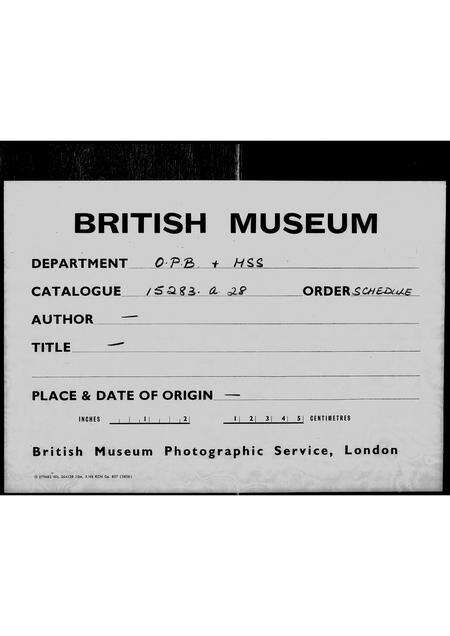 BRITISH MUSEUM
DEPARTMENT O.P.B + MSS
CATALOGUE 15283. a 28 ORDER SCHEDULE
AUTHOR —
TITLE —
PLACE & DATE OF ORIGIN —
INCHES 1 2 1 2 3 4 5 CENTIMETRES
British Museum Photographic Service, London